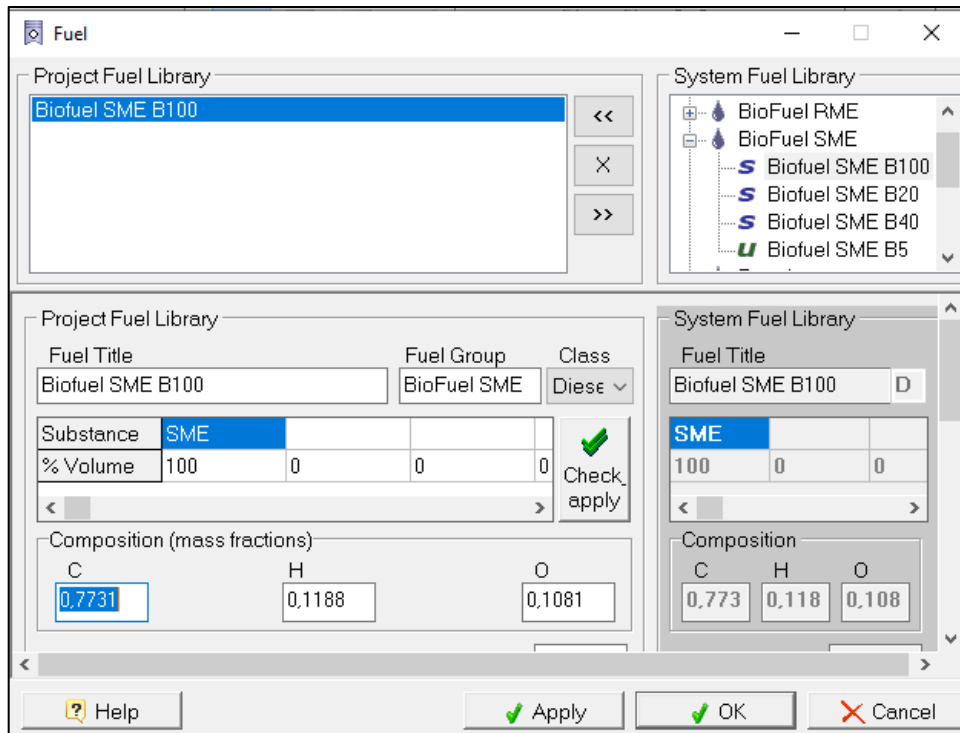 Fuel
Project Fuel Library
Biofuel SME B100
<<
X
>>
System Fuel Library
BioFuel RME
BioFuel SME
s Biofuel SME B100
s Biofuel SME B20
s Biofuel SME B40
u Biofuel SME B5
Project Fuel Library
Fuel Title Fuel Group Class
Biofuel SME B100 BioFuel SME Diese
Substance SME
% Volume 100 0 0 0
Check_
apply
Composition (mass fractions)
C H O
0,7731 0,1188 0,1081
System Fuel Library
Fuel Title
Biofuel SME B100 D
SME
100 0 0
Composition
C H O
0,773 0,118 0,108
Help Apply OK Cancel